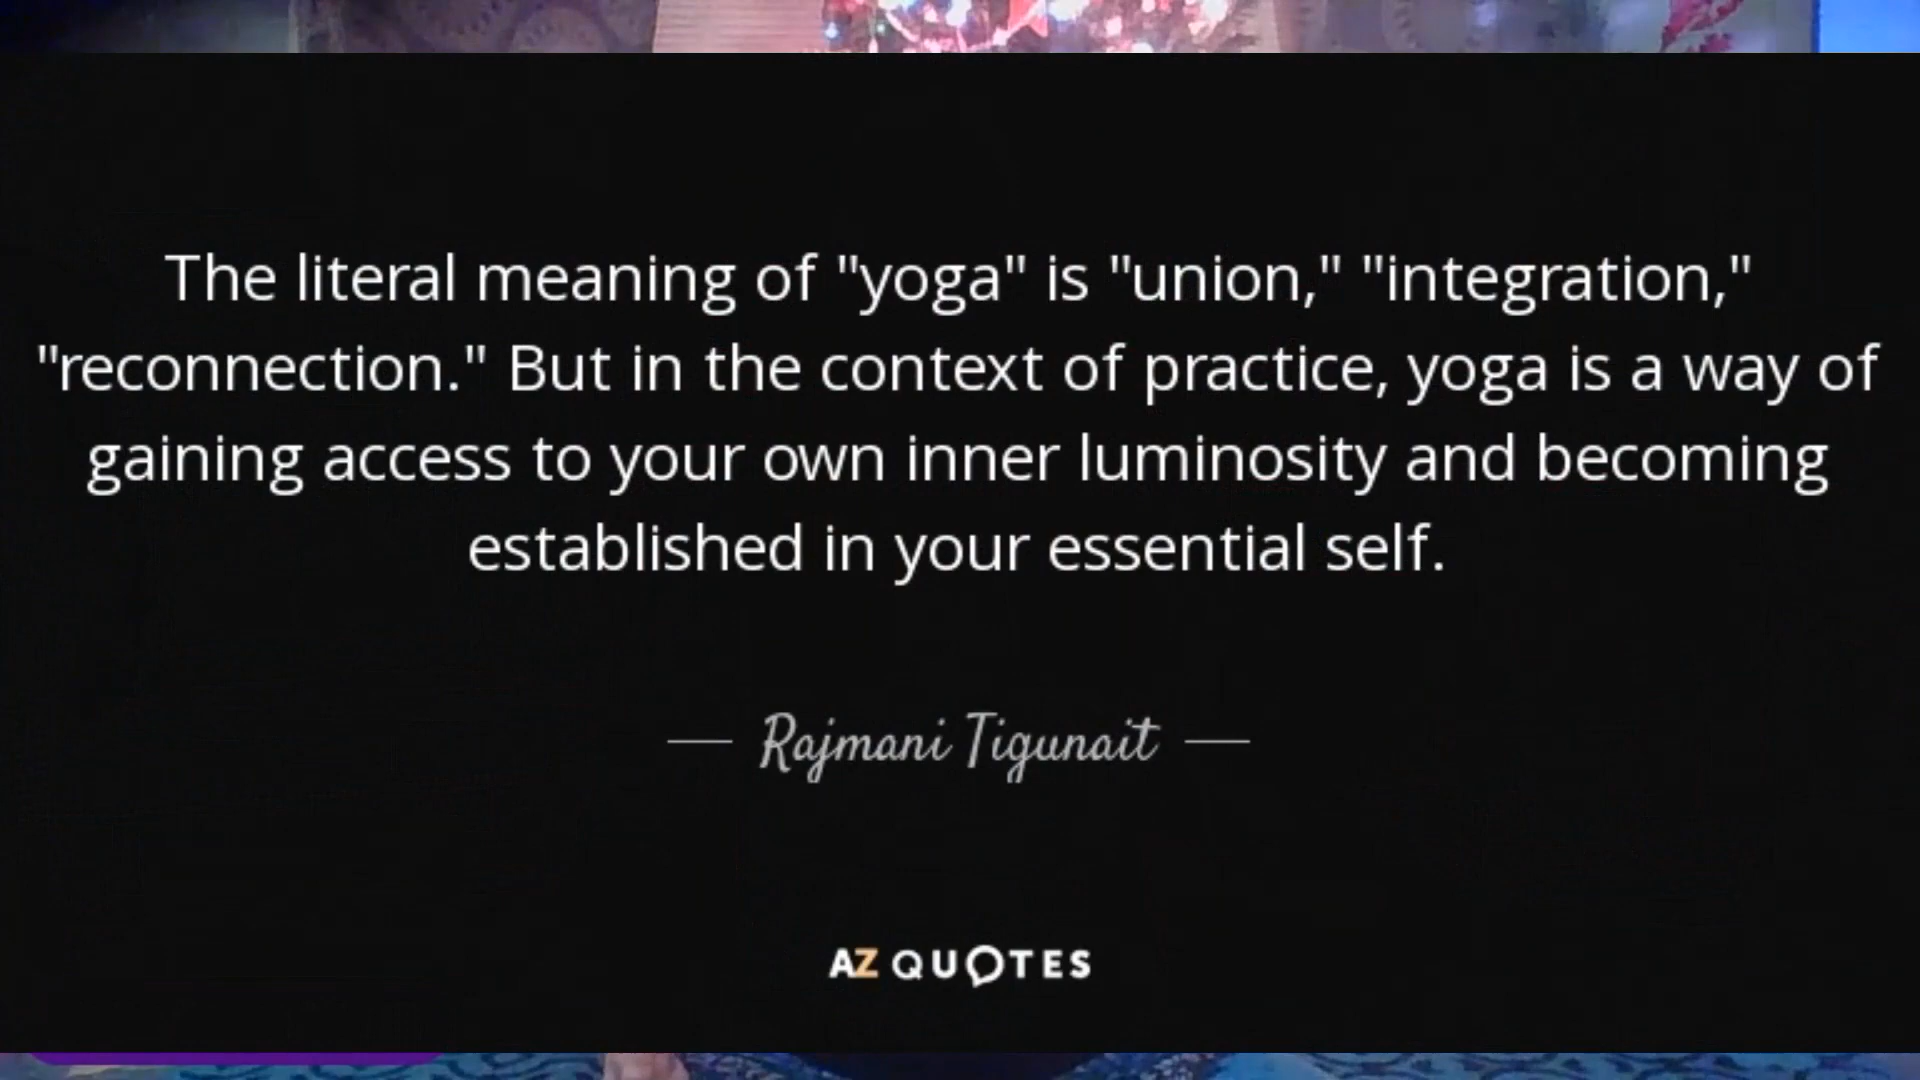 The literal meaning of "yoga" is "union," "integration,"
"reconnection." But in the context of practice, yoga is a way of
gaining access to your own inner luminosity and becoming
established in your essential self.
— Rajmani Tigunait —
AZ QUOTES